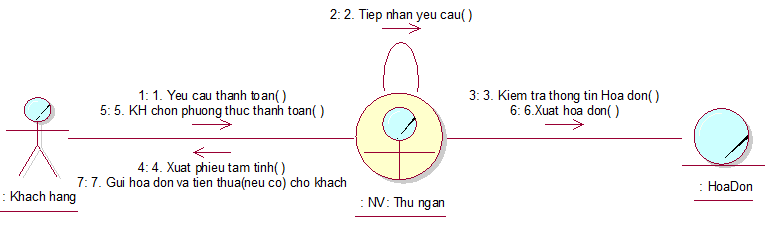 2: 2. Tiep nhan yeu cau( )
1: 1. Yeu cau thanh toan( )
5: 5. KH chon phuong thuc thanh toan( )
3: 3. Kiem tra thong tin Hoa don( )
6: 6.Xuat hoa don( )
4: 4. Xuat phieu tam tinh( )
7: 7. Gui hoa don va tien thua(neu co) cho khach
: Khach hang
: NV: Thu ngan
: HoaDon